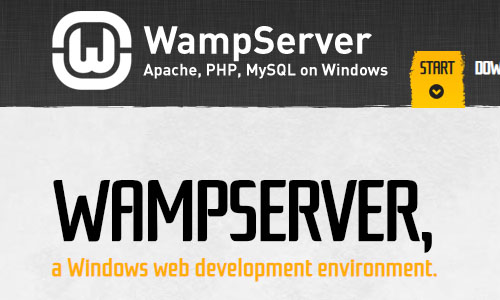 WampServer
Apache, PHP, MySQL on Windows
START
WAMPSERVER,
a Windows web development environment.